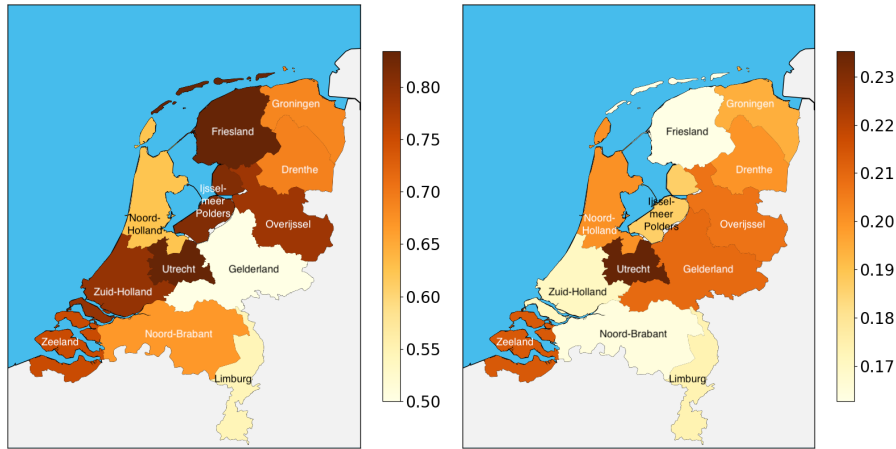 Groningen
Friesland
Drenthe
Ijssel-
meer
Polders
Noord-
Holland
Overijssel
Utrecht
Gelderland
Zuid-Holland
Noord-Brabant
Zeeland
Limburg
0.80
0.75
0.70
0.65
0.60
0.55
0.50
Groningen
Friesland
Drenthe
Ijssel-
meer
Polders
Noord-
Holland
Overijssel
Utrecht
Gelderland
Zuid-Holland
Noord-Brabant
Zeeland
Limburg
0.23
0.22
0.21
0.20
0.19
0.18
0.17